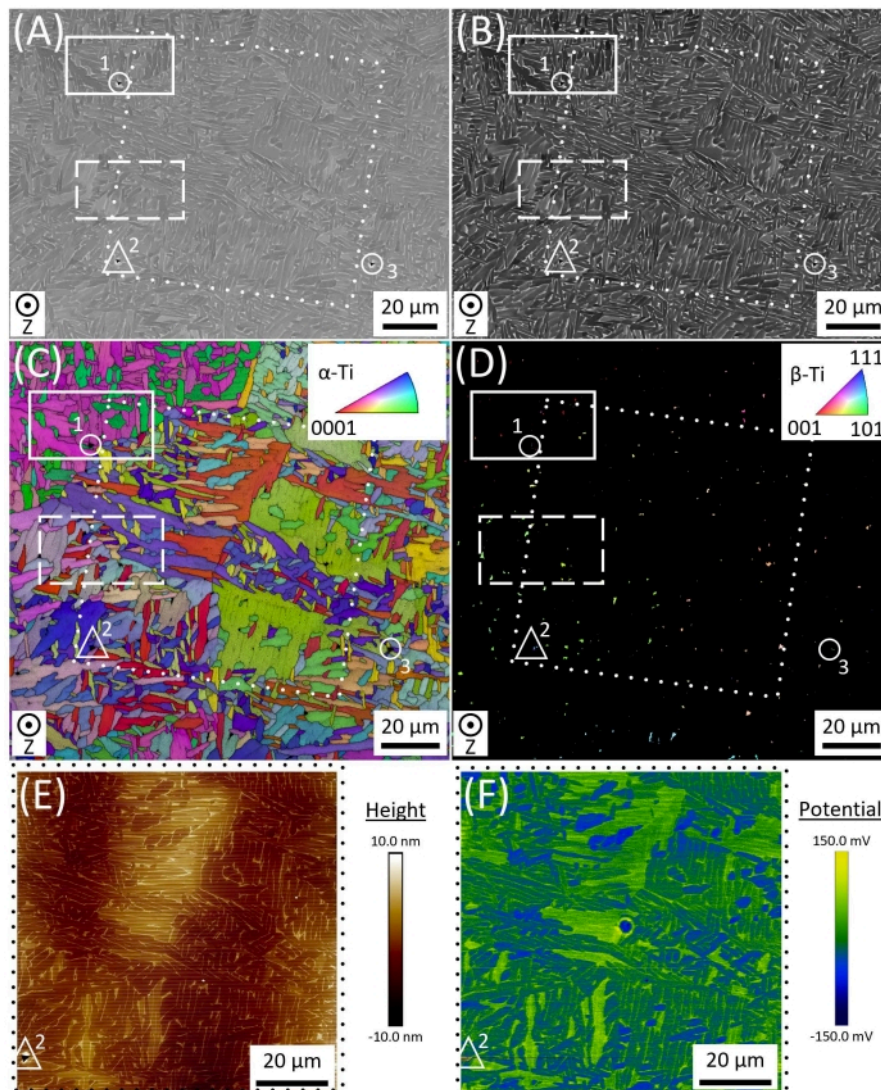 (A)
1
2
3
Z
20 μm
(B)
1
2
3
Z
20 μm
(C)
α-Ti
0001
1
2
3
Z
20 μm
(D)
β-Ti
111
001
101
1
2
3
Z
20 μm
(E)
Height
10.0 nm
-10.0 nm
2
20 μm
(F)
Potential
150.0 mV
-150.0 mV
2
20 μm